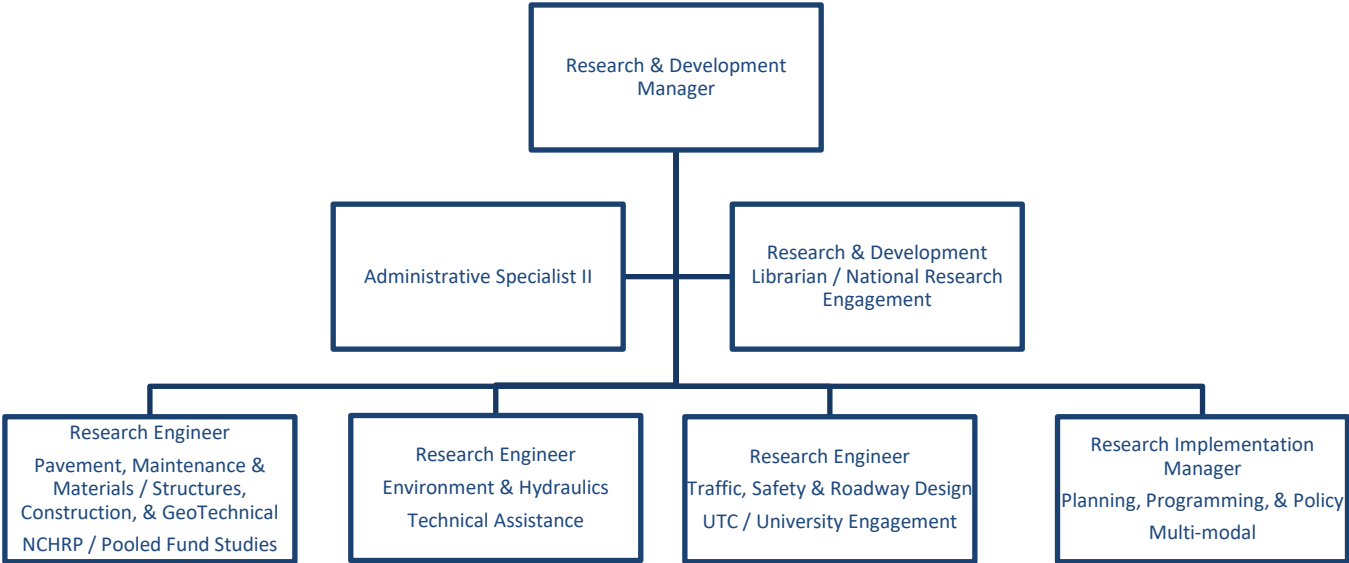 Research & Development
Manager
Administrative Specialist II
Research & Development
Librarian / National Research
Engagement
Research Engineer
Pavement, Maintenance &
Materials / Structures,
Construction, & GeoTechnical
NCHRP / Pooled Fund Studies
Research Engineer
Environment & Hydraulics
Technical Assistance
Research Engineer
Traffic, Safety & Roadway Design
UTC / University Engagement
Research Implementation
Manager
Planning, Programming, & Policy
Multi-modal